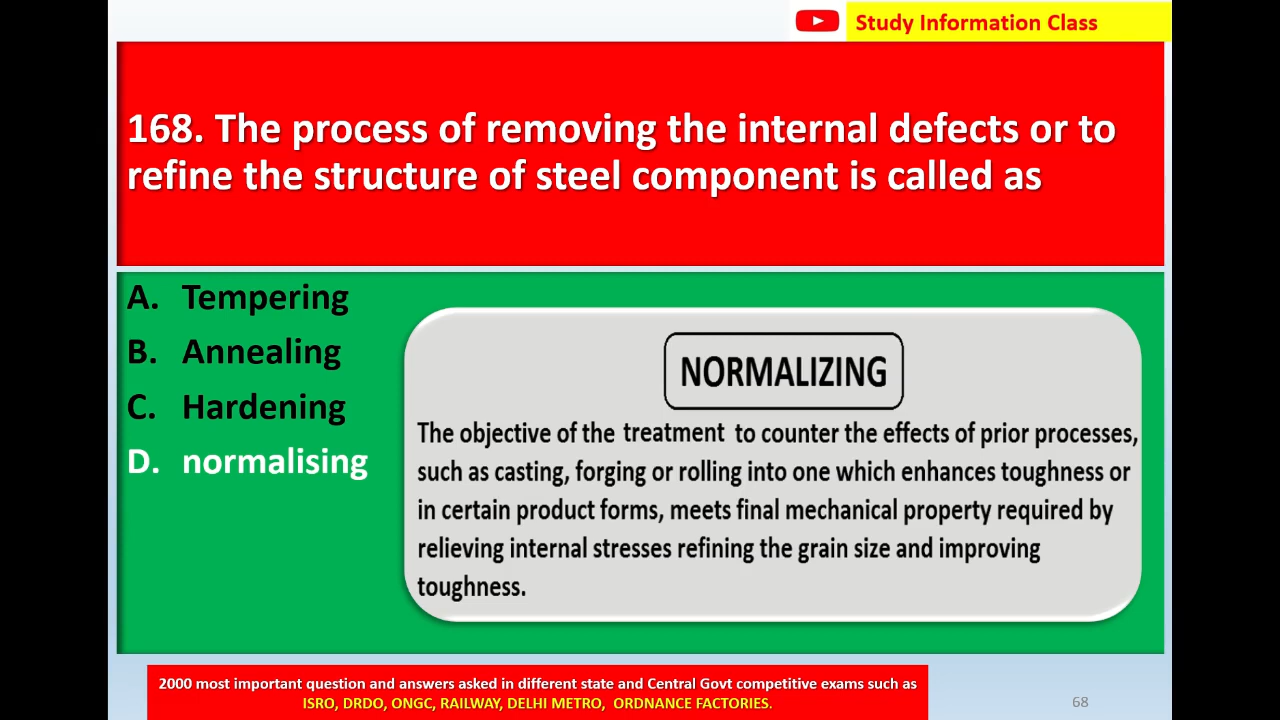 Study Information Class
168. The process of removing the internal defects or to
refine the structure of steel component is called as
A. Tempering
B. Annealing
C. Hardening
D. normalising
NORMALIZING
The objective of the treatment to counter the effects of prior processes,
such as casting, forging or rolling into one which enhances toughness or
in certain product forms, meets final mechanical property required by
relieving internal stresses refining the grain size and improving
toughness.
2000 most important question and answers asked in different state and Central Govt competitive exams such as
ISRO, DRDO, ONGC, RAILWAY, DELHI METRO, ORDNANCE FACTORIES.
68